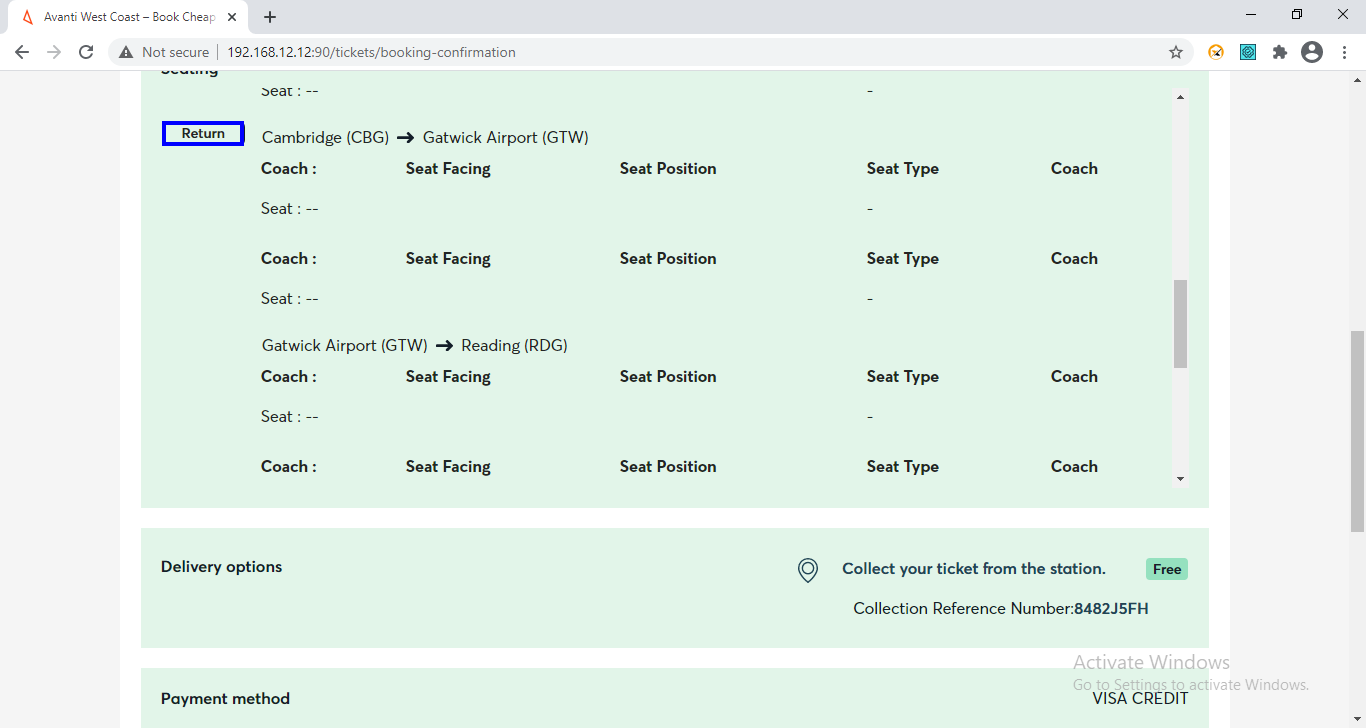 Avanti West Coast – Book Cheap
Not secure 192.168.12.12:90/tickets/booking-confirmation
Seating
Seat : -- -
Return Cambridge (CBG) → Gatwick Airport (GTW)
Coach : Seat Facing Seat Position Seat Type Coach
Seat : -- -
Coach : Seat Facing Seat Position Seat Type Coach
Seat : -- -
Gatwick Airport (GTW) → Reading (RDG)
Coach : Seat Facing Seat Position Seat Type Coach
Seat : -- -
Coach : Seat Facing Seat Position Seat Type Coach
Delivery options Collect your ticket from the station. Free
Collection Reference Number:8482J5FH
Activate Windows
Go to Settings to activate Windows.
Payment method VISA CREDIT